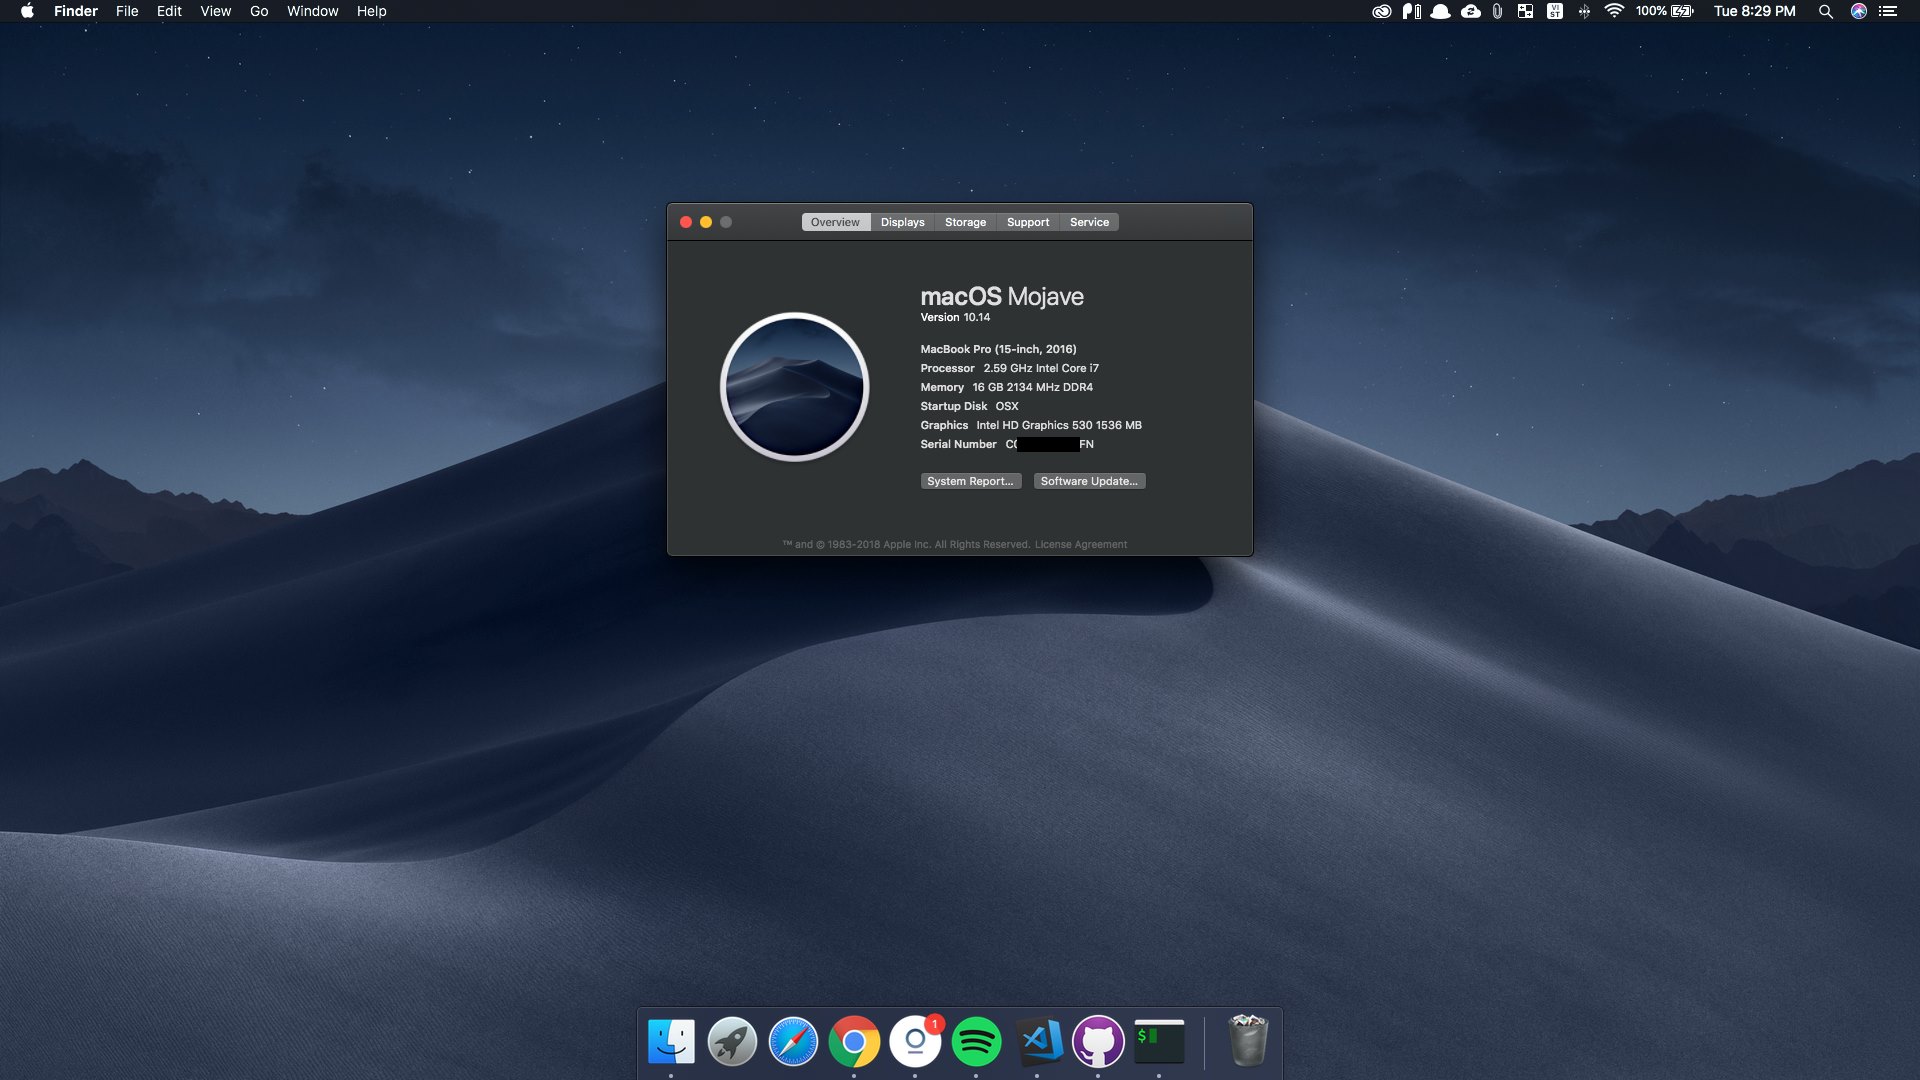 Finder File Edit View Go Window Help
VI
ST
100%
Tue 8:29 PM
Overview Displays Storage Support Service
macOS Mojave
Version 10.14
MacBook Pro (15-inch, 2016)
Processor 2.59 GHz Intel Core i7
Memory 16 GB 2134 MHz DDR4
Startup Disk OSX
Graphics Intel HD Graphics 530 1536 MB
Serial Number C FN
System Report... Software Update...
™ and © 1983-2018 Apple Inc. All Rights Reserved. License Agreement
1
$